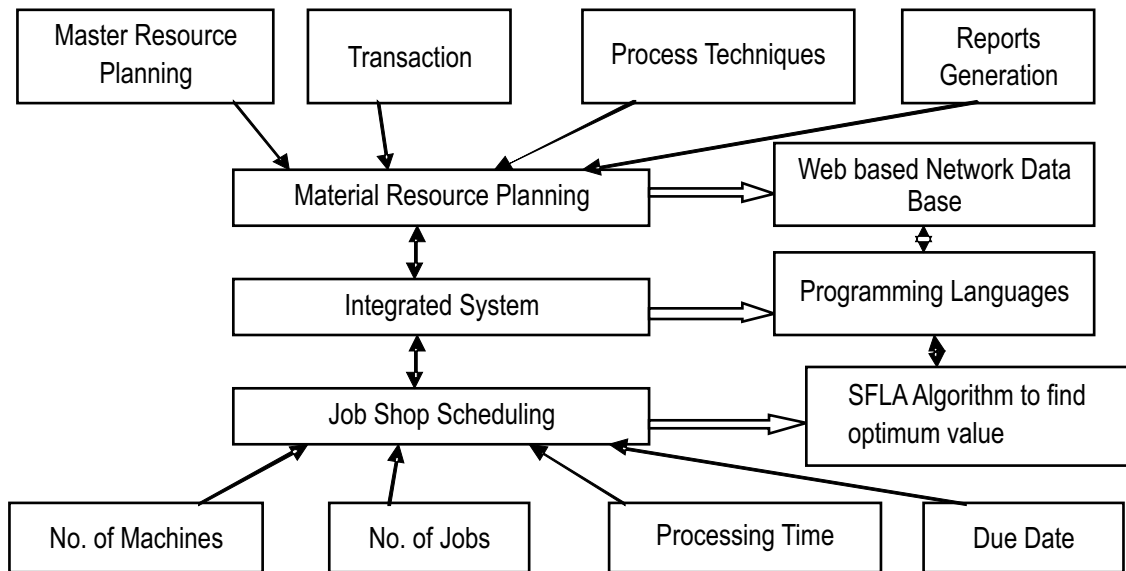 Master Resource
Planning
Transaction
Process Techniques
Reports
Generation
Material Resource Planning
Web based Network Data
Base
Integrated System
Programming Languages
Job Shop Scheduling
SFLA Algorithm to find
optimum value
No. of Machines
No. of Jobs
Processing Time
Due Date